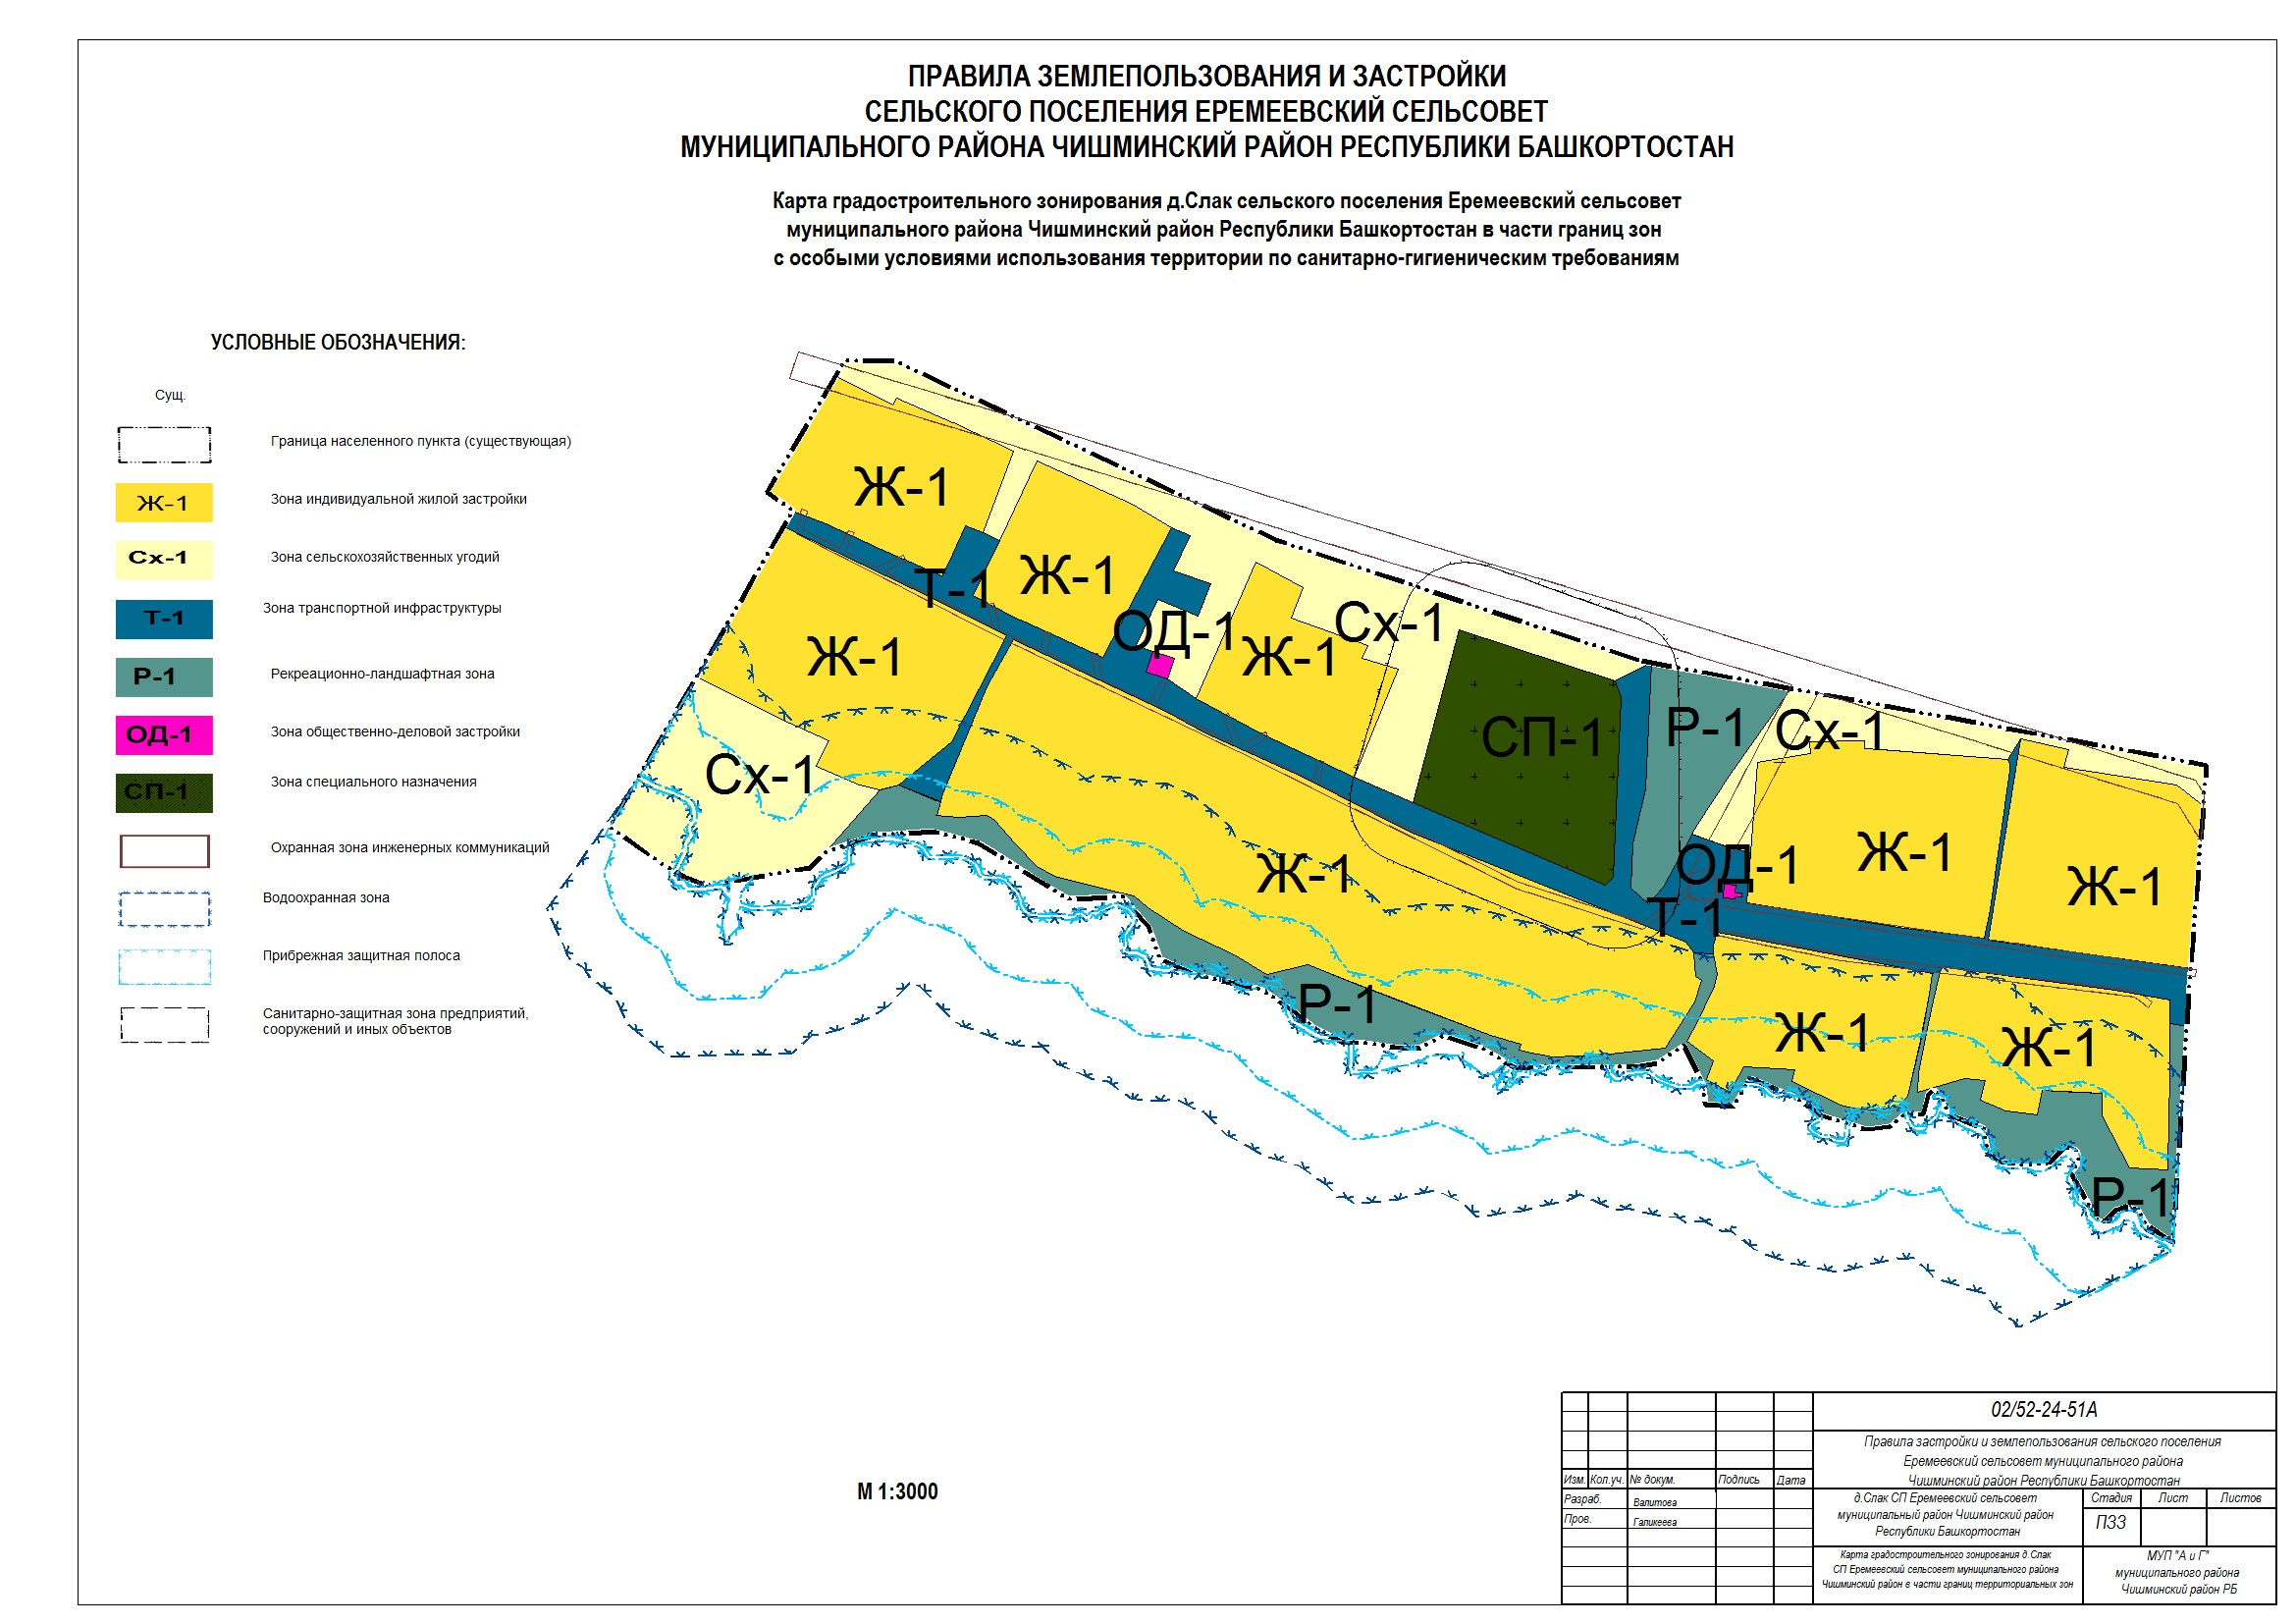 ПРАВИЛА ЗЕМЛЕПОЛЬЗОВАНИЯ И ЗАСТРОЙКИ
СЕЛЬСКОГО ПОСЕЛЕНИЯ ЕРЕМЕЕВСКИЙ СЕЛЬСОВЕТ
МУНИЦИПАЛЬНОГО РАЙОНА ЧИШМИНСКИЙ РАЙОН РЕСПУБЛИКИ БАШКОРТОСТАН
Карта градостроительного зонирования д.Слак сельского поселения Еремеевский сельсовет
муниципального района Чишминский район Республики Башкортостан в части границ зон
с особыми условиями использования территории по санитарно-гигиеническим требованиям
УСЛОВНЫЕ ОБОЗНАЧЕНИЯ:
Сущ.
Граница населенного пункта (существующая)
Ж-1 Зона индивидуальной жилой застройки
Сх-1 Зона сельскохозяйственных угодий
Т-1 Зона транспортной инфраструктуры
Р-1 Рекреационно-ландшафтная зона
ОД-1 Зона общественно-деловой застройки
СП-1 Зона специального назначения
Охранная зона инженерных коммуникаций
Водоохранная зона
Прибрежная защитная полоса
Санитарно-защитная зона предприятий,
сооружений и иных объектов
Ж-1
Т-1
Ж-1
ОД-1
Ж-1
Сх-1
Ж-1
Сх-1
СП-1
Р-1
Сх-1
Ж-1
ОД-1
Т-1
Ж-1
Ж-1
Р-1
Ж-1
Ж-1
Р-1
М 1:3000
02/52-24-51А
Правила застройки и землепользования сельского поселения
Еремеевский сельсовет муниципального района
Чишминский район Республики Башкортостан
Изм. Кол.уч. № докум. Подпись Дата
Разраб. Валитова
Пров. Галикеева
д.Слак СП Еремеевский сельсовет
муниципальный район Чишминский район
Республики Башкортостан
Стадия Лист Листов
ПЗЗ
Карта градостроительного зонирования д.Слак
СП Еремеевский сельсовет муниципального района
Чишминский район в части границ территориальных зон
МУП "А и Г"
муниципального района
Чишминский район РБ